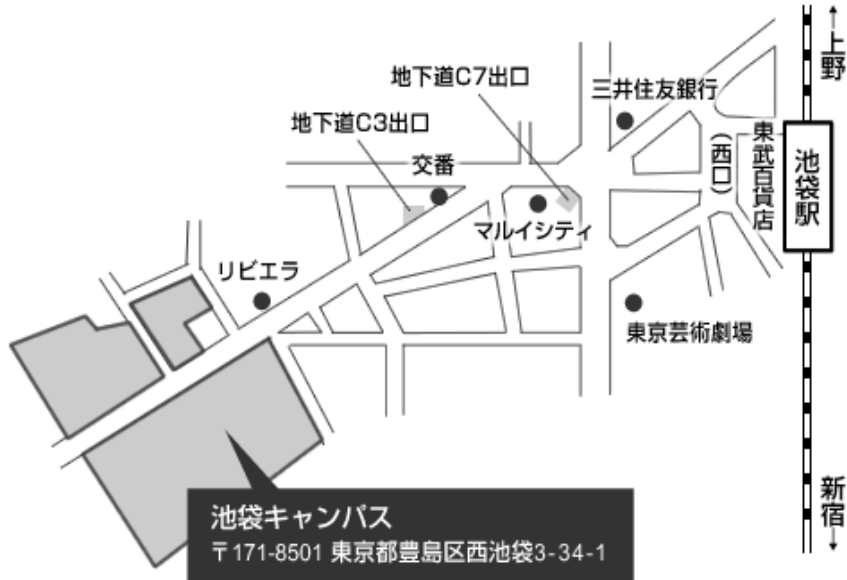 上野
地下道C7出口
三井住友銀行
地下道C3出口
東武百貨店
(西口)
池袋駅
交番
マルイシティ
リビエラ
東京芸術劇場
新宿
池袋キャンパス
〒171-8501 東京都豊島区西池袋3-34-1